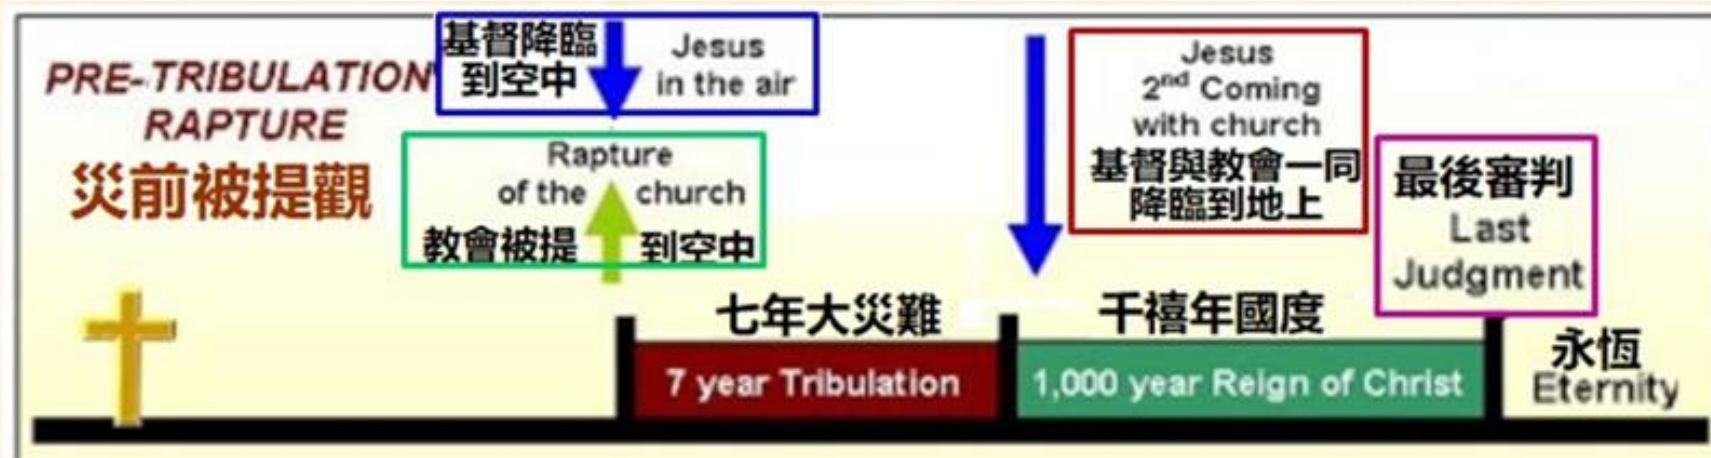 PRE-TRIBULATION
RAPTURE
災前被提觀
基督降臨
到空中
Jesus
in the air
Rapture
of the church
教會被提 到空中
Jesus
2nd Coming
with church
基督與教會一同
降臨到地上
最後審判
Last
Judgment
七年大災難
7 year Tribulation
千禧年國度
1,000 year Reign of Christ
永恆
Eternity